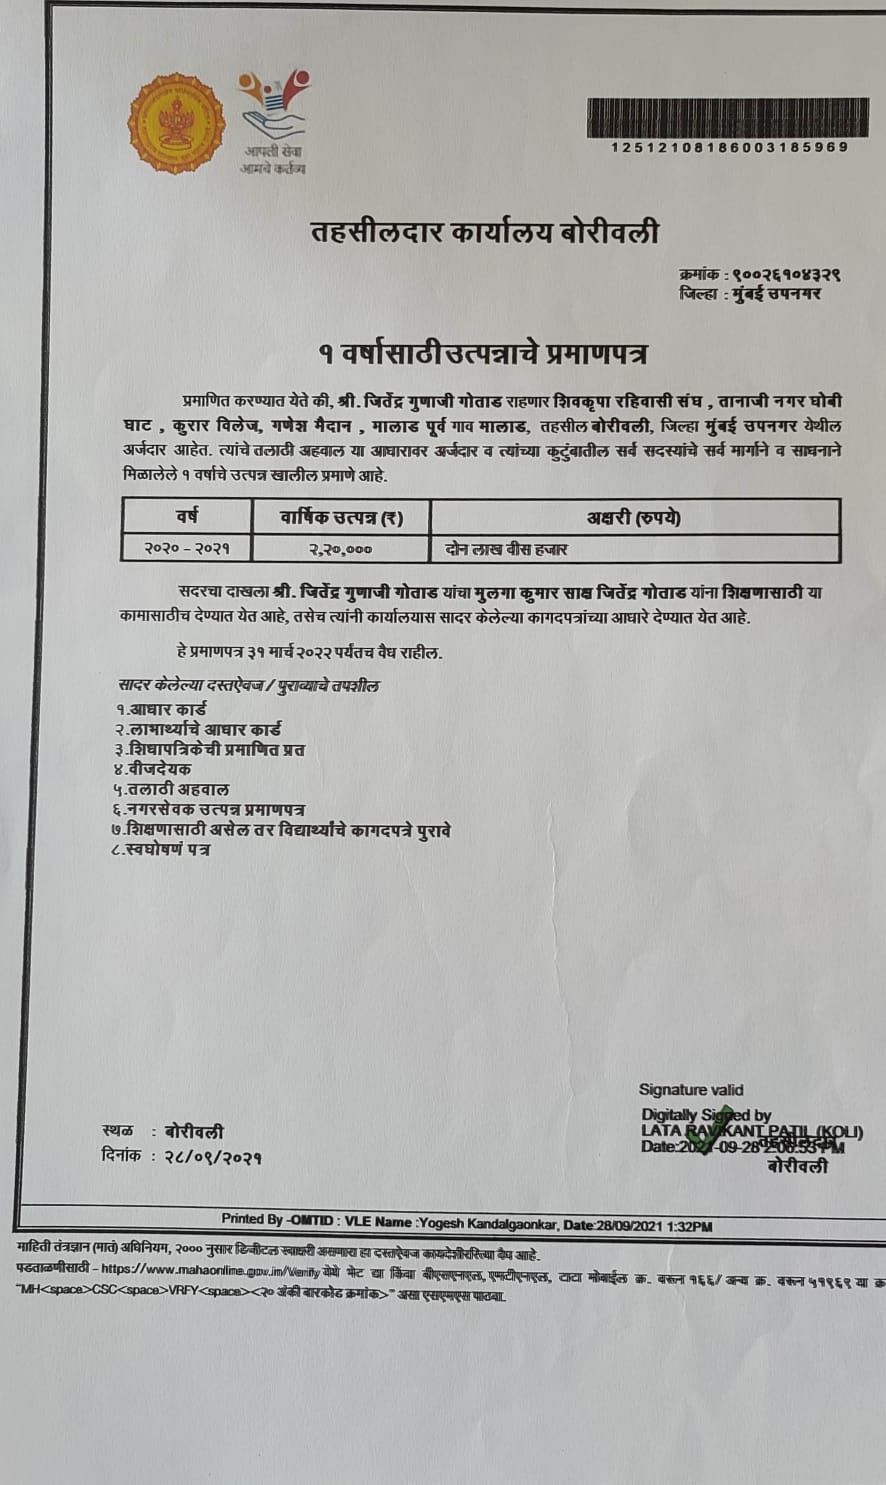 आपली सेवा
आमचे कर्तव्य
12512108186003185969
तहसीलदार कार्यालय बोरीवली
क्रमांक : ९००२६१०४३२९
जिल्हा : मुंबई उपनगर
१ वर्षासाठी उत्पन्नाचे प्रमाणपत्र
प्रमाणित करण्यात येते की, श्री. जितेंद्र गुणाजी गोताड राहणार शिवकृपा रहिवासी संघ , तानाजी नगर घोबी
घाट , कुरार विलेज, गणेश मैदान , मालाड पूर्व गाव मालाड, तहसील बोरीवली, जिल्हा मुंबई उपनगर येथील
अर्जदार आहेत. त्यांचे तलाठी अहवाल या आधारावर अर्जदार व त्यांच्या कुटुंबातील सर्व सदस्यांचे सर्व मार्गाने व साधनाने
मिळालेले १ वर्षाचे उत्पन्न खालील प्रमाणे आहे.
वर्ष वार्षिक उत्पन्न (₹) अक्षरी (रुपये)
२०२० - २०२१ २,२०,००० दोन लाख वीस हजार
सदरचा दाखला श्री. जितेंद्र गुणाजी गोताड यांचा मुलगा कुमार साक्ष जितेंद्र गोताड यांना शिक्षणासाठी या
कामासाठीच देण्यात येत आहे, तसेच त्यांनी कार्यालयास सादर केलेल्या कागदपत्रांच्या आधारे देण्यात येत आहे.
हे प्रमाणपत्र ३१ मार्च २०२२ पर्यंतच वैध राहील.
सादर केलेल्या दस्तऐवज / पुराव्याचे तपशील
१.आधार कार्ड
२.लाभार्थ्याचे आधार कार्ड
३.शिधापत्रिकेची प्रमाणित प्रत
४.वीजदेयक
५.तलाठी अहवाल
६.नगरसेवक उत्पन्न प्रमाणपत्र
७.शिक्षणासाठी असेल तर विद्यार्थ्यांचे कागदपत्रे पुरावे
८.स्वघोषणं पत्र
Signature valid
Digitally Signed by
LATA RAVIKANT PATIL (KOLI)
तहसीलदार
Date:2021-09-28
बोरीवली
स्थळ : बोरीवली
दिनांक : २८/०९/२०२१
Printed By -OMTID : VLE Name :Yogesh Kandalgaonkar, Date:28/09/2021 1:32PM
माहिती तंत्रज्ञान (मातं) अधिनियम, २००० नुसार डिजीटल स्वाक्षरी असणारा हा दस्तऐवज कायदेशीररित्या वैध आहे.
पडताळणीसाठी - https://www.mahaonline.gov.in/Verify येथे भेट द्या किंवा बीएसएनएल, एमटीएनएल, टाटा मोबाईल क्र. वरून १६६/ अन्य क्र. वरून ५१९६९ या क्र
"MH<space>CSC<space>VRFY<space><२० अंकी बारकोड क्रमांक>" असा एसएमएस पाठवा.